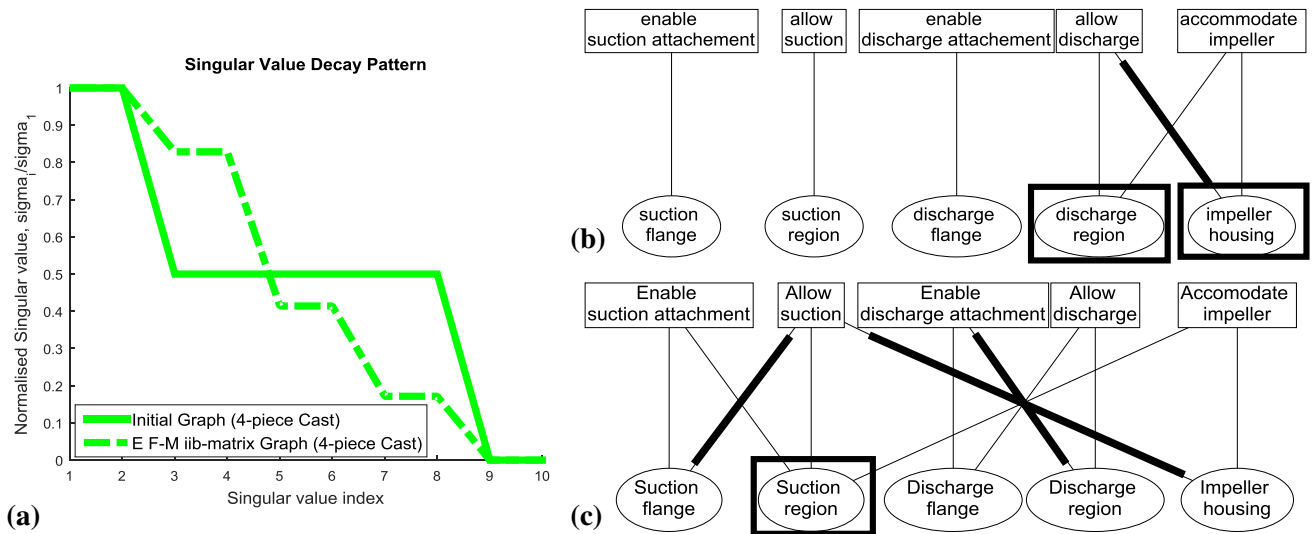 Singular Value Decay Pattern
Normalised Singular value, sigma_i/sigma_1
1
0.9
0.8
0.7
0.6
0.5
0.4
0.3
0.2
0.1
0
1 2 3 4 5 6 7 8 9 10
Singular value index
Initial Graph (4-piece Cast)
E F-M iib-matrix Graph (4-piece Cast)
(a)
enable
suction attachement
allow
suction
enable
discharge attachement
allow
discharge
accommodate
impeller
suction
flange
suction
region
discharge
flange
discharge
region
impeller
housing
(b)
Enable
suction attachment
Allow
suction
Enable
discharge attachment
Allow
discharge
Accomodate
impeller
Suction
flange
Suction
region
Discharge
flange
Discharge
region
Impeller
housing
(c)